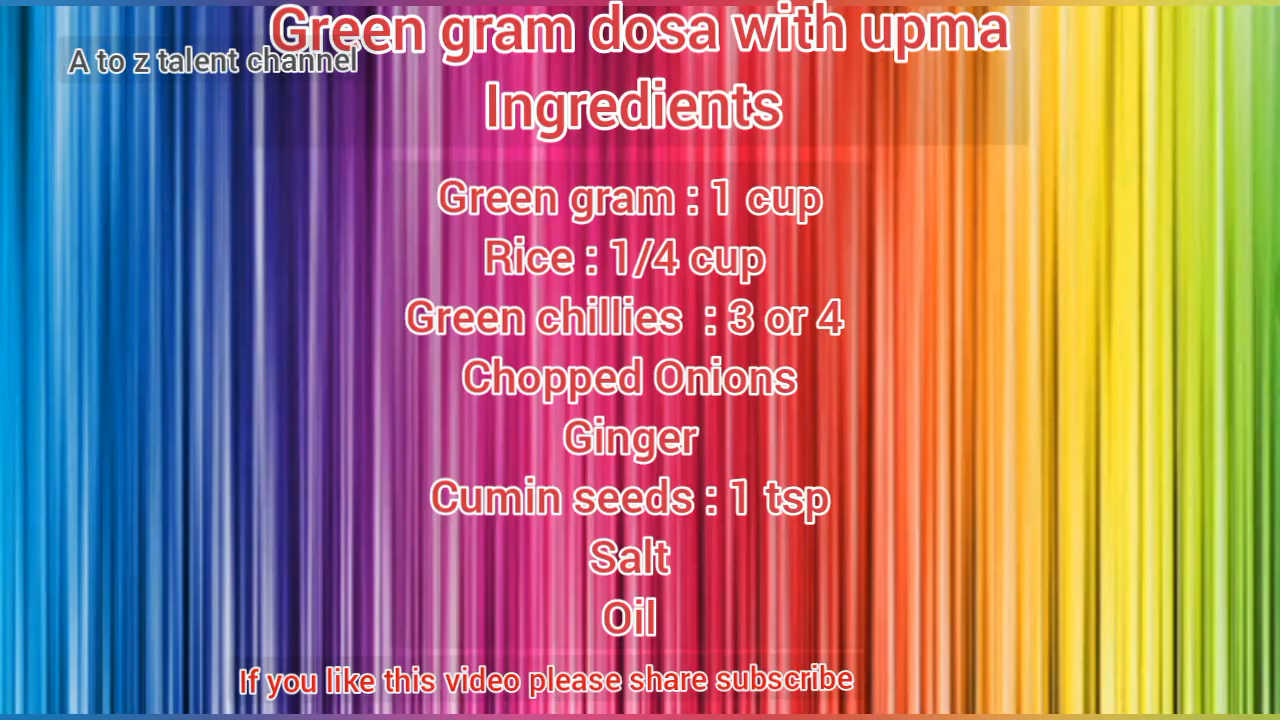 Green gram dosa with upma
A to z talent channel
Ingredients
Green gram : 1 cup
Rice : 1/4 cup
Green chillies : 3 or 4
Chopped Onions
Ginger
Cumin seeds : 1 tsp
Salt
Oil
If you like this video please share subscribe